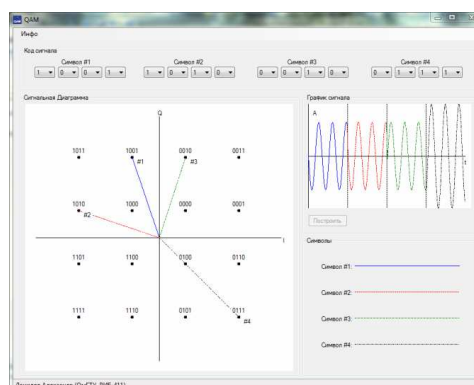 QAM
Инфо
Код сигнала
Символ #1 Символ #2 Символ #3 Символ #4
1 0 0 1 1 0 1 0 0 0 1 0 0 1 1 1
Сигнальная Диаграмма
График сигнала
Q
A
1011 1001 0010 0011
#1 #3
t
1010 1000 0000 0001
#2
Построить
I
Символы
1101 1100 0100 0110
Символ #1:
Символ #2:
1111 1110 0101 0111
#4
Символ #3:
Символ #4: